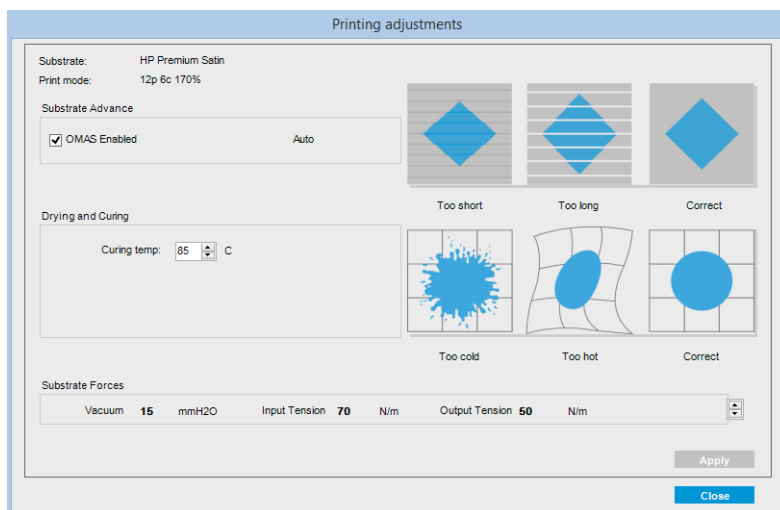 Printing adjustments
Substrate: HP Premium Satin
Print mode: 12p 6c 170%
Substrate Advance
OMAS Enabled Auto
Too short Too long Correct
Drying and Curing
Curing temp: 85 C
Too cold Too hot Correct
Substrate Forces
Vacuum 15 mmH2O Input Tension 70 N/m Output Tension 50 N/m
Apply
Close